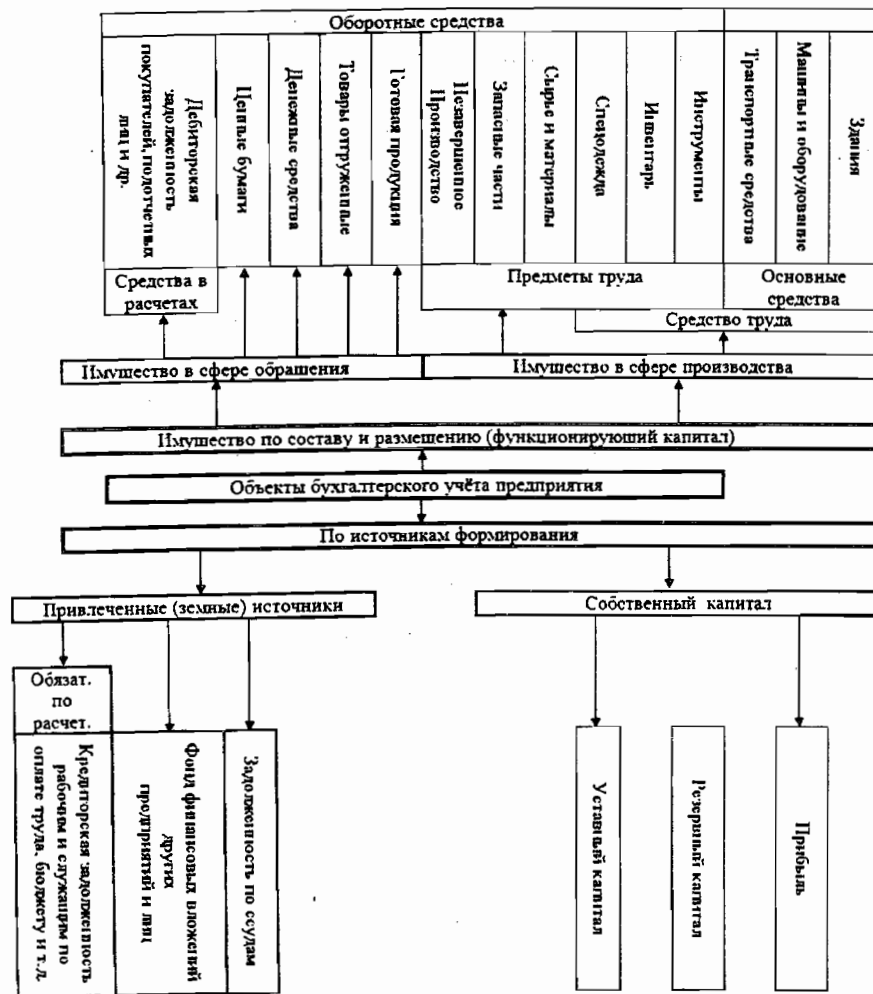 Оборотные средства
Дебиторская
задолженность
покупателей, подотчетных
лиц и др.
Ценные бумаги
Денежные средства
Товары отгруженные
Готовая продукция
Незавершенное
Производство
Запасные части
Сырье и материалы
Спецодежда
Инвентарь
Инструменты
Транспортные средства
Машины и оборудование
Здания
Средства в
расчетах
Предметы труда
Основные
средства
Средство труда
Имущество в сфере обращения
Имущество в сфере производства
Имущество по составу и размещению (функционируюший капитал)
Объекты бухгалтерского учёта предприятия
По источникам формирования
Привлеченные (земные) источники
Собственный капитал
Обязат.
по
расчет.
Кредиторская задолженность
рабочим и служащим по
оплате труда, бюджету и т.д.
Фонд финансовых вложений
других
предприятий и лиц
Задолженность по ссудам
Уставный капитал
Резервный капитал
Прибыль